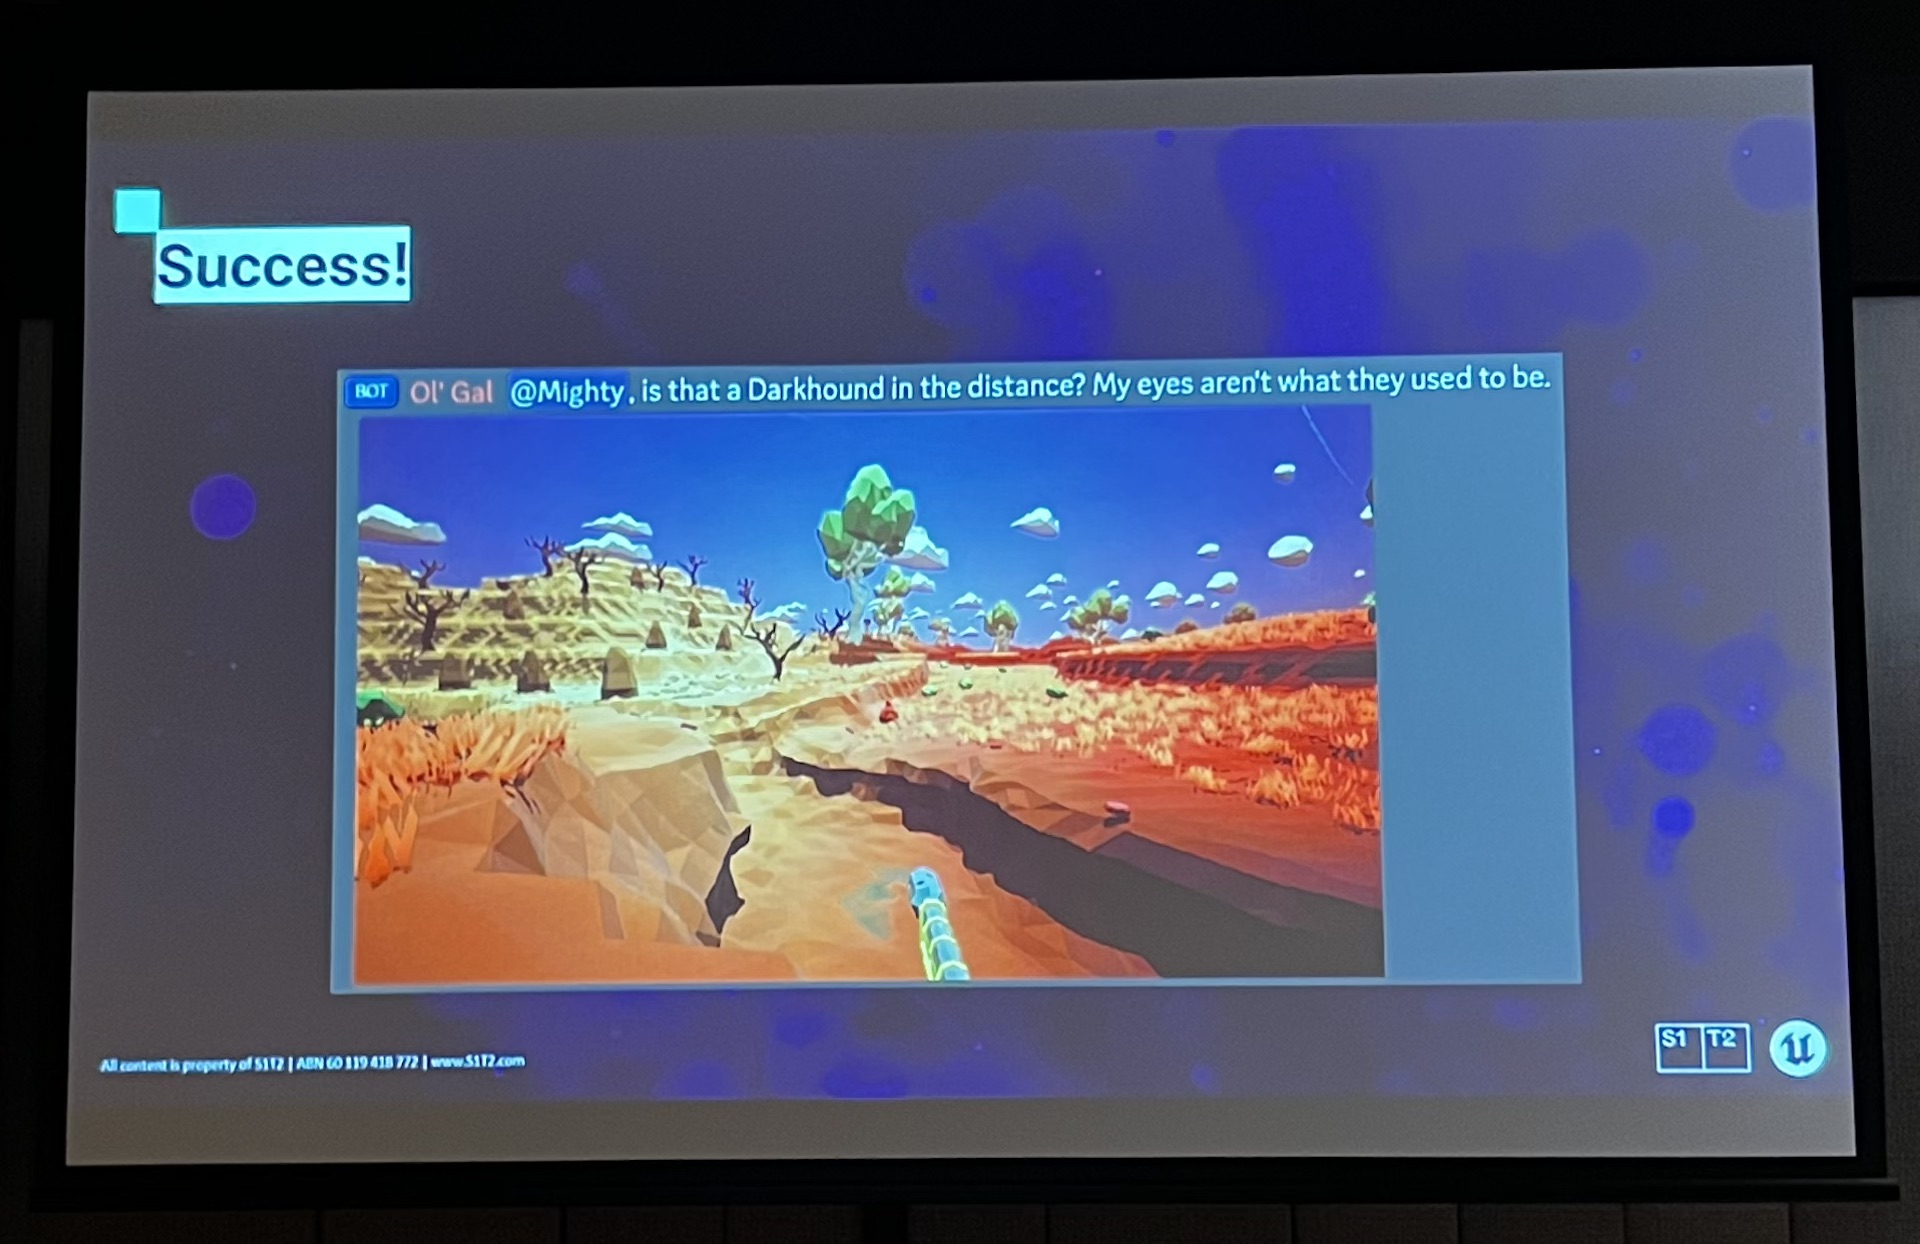 Success!
BOT Ol' Gal @Mighty, is that a Darkhound in the distance? My eyes aren't what they used to be.
All content is property of S1T2 | ABN 60 119 418 772 | www.S1T2.com
S1 T2